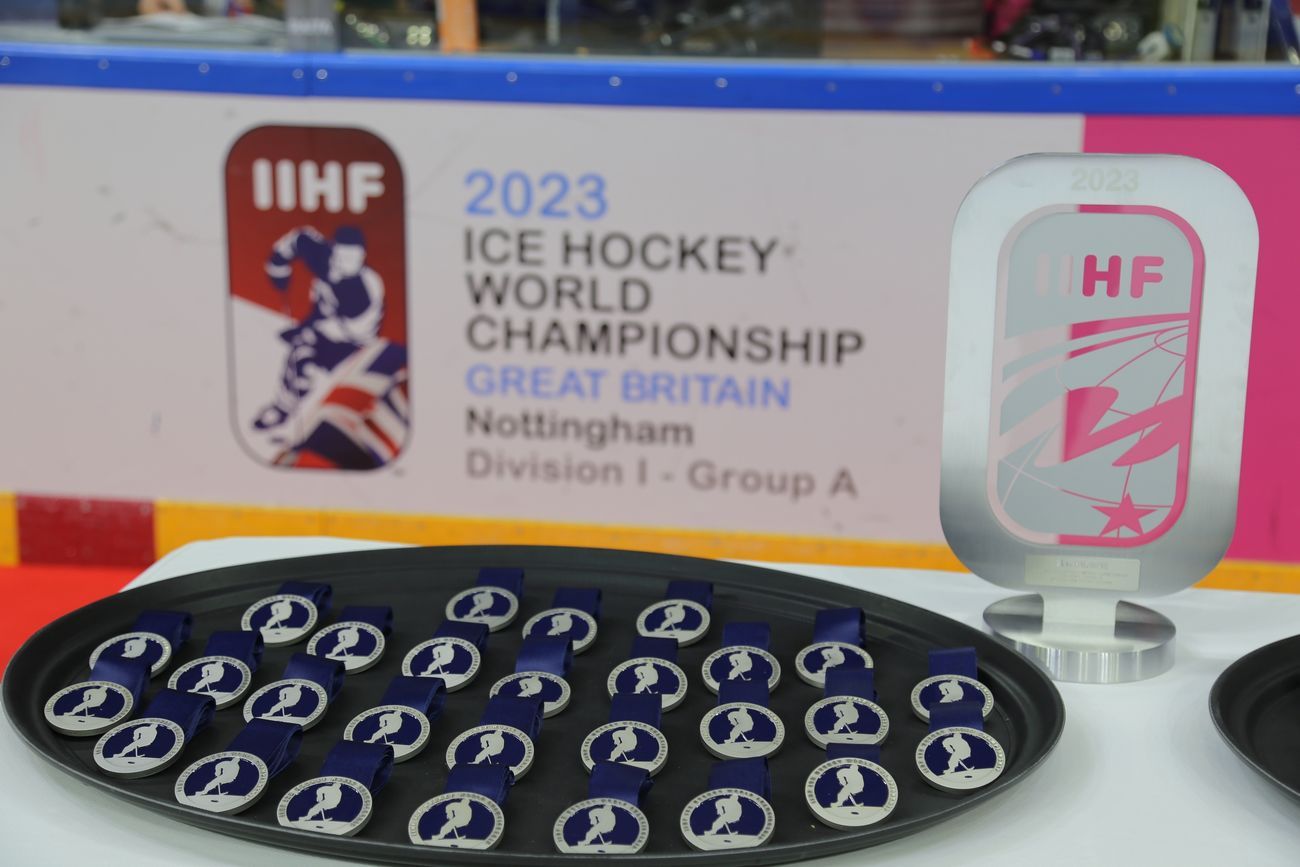 IIHF
2023
ICE HOCKEY
WORLD
CHAMPIONSHIP
GREAT BRITAIN
Nottingham
Division I - Group A
2023
IIHF